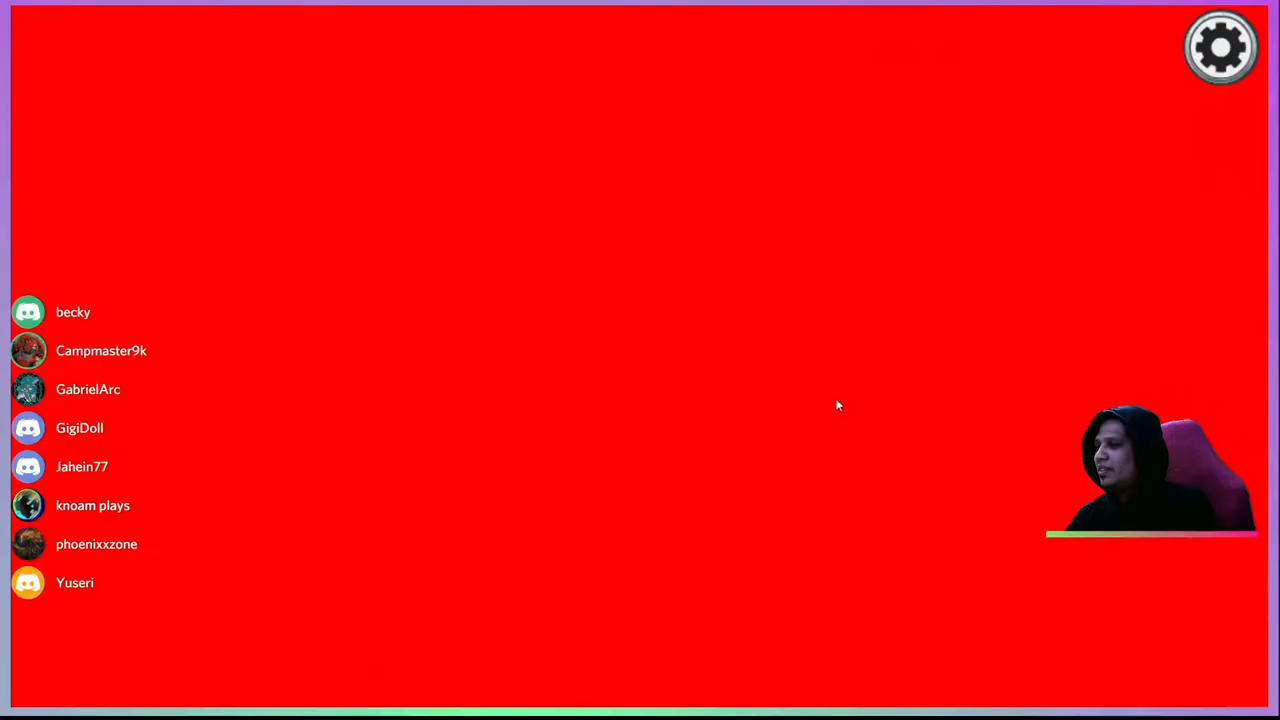 becky
Campmaster9k
GabrielArc
GigiDoll
Jahein77
knoam plays
phoenixxzone
Yuseri